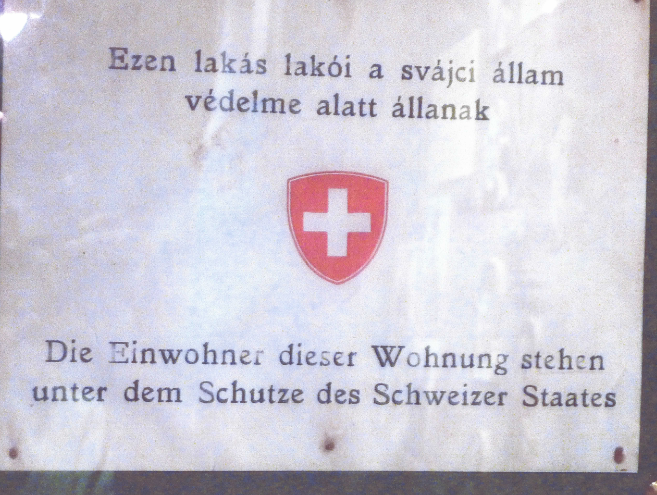 Ezen lakás lakói a svájci állam
védelme alatt állanak
Die Einwohner dieser Wohnung stehen
unter dem Schutze des Schweizer Staates